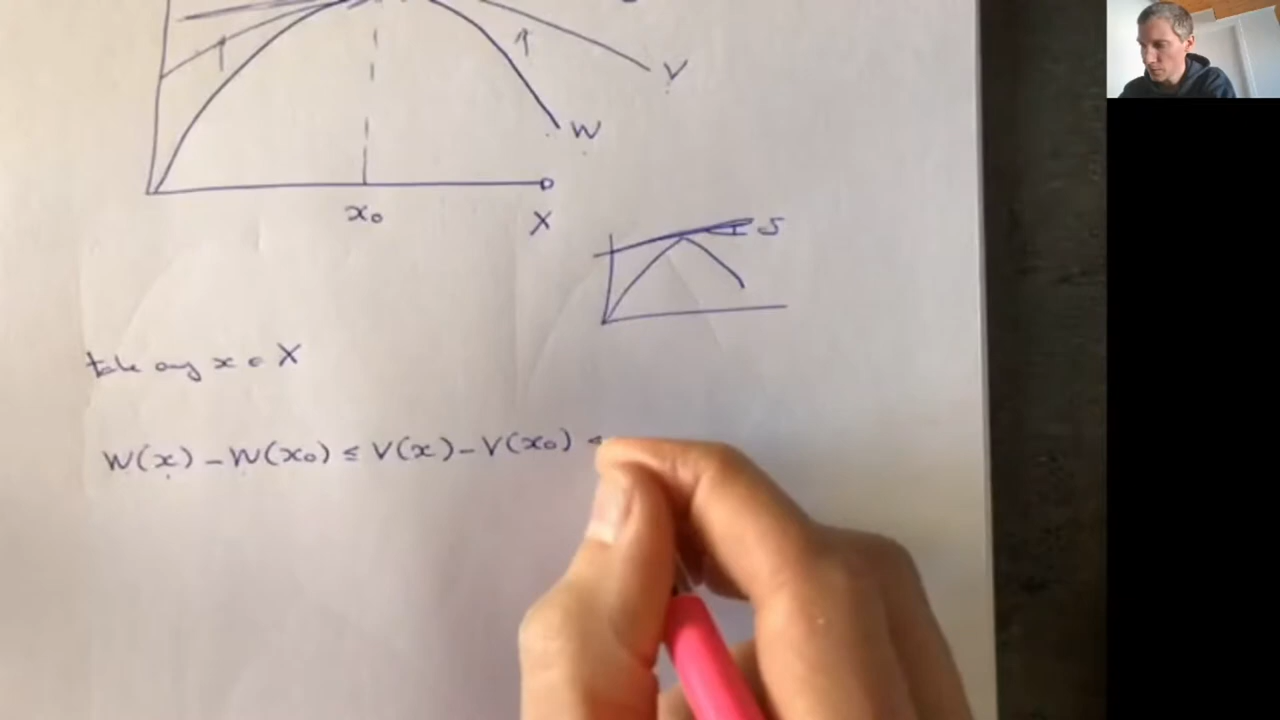 V
W
x₀
X
S
take any x ∈ X
W(x) – W(x₀) ≤ V(x) – V(x₀) ≤